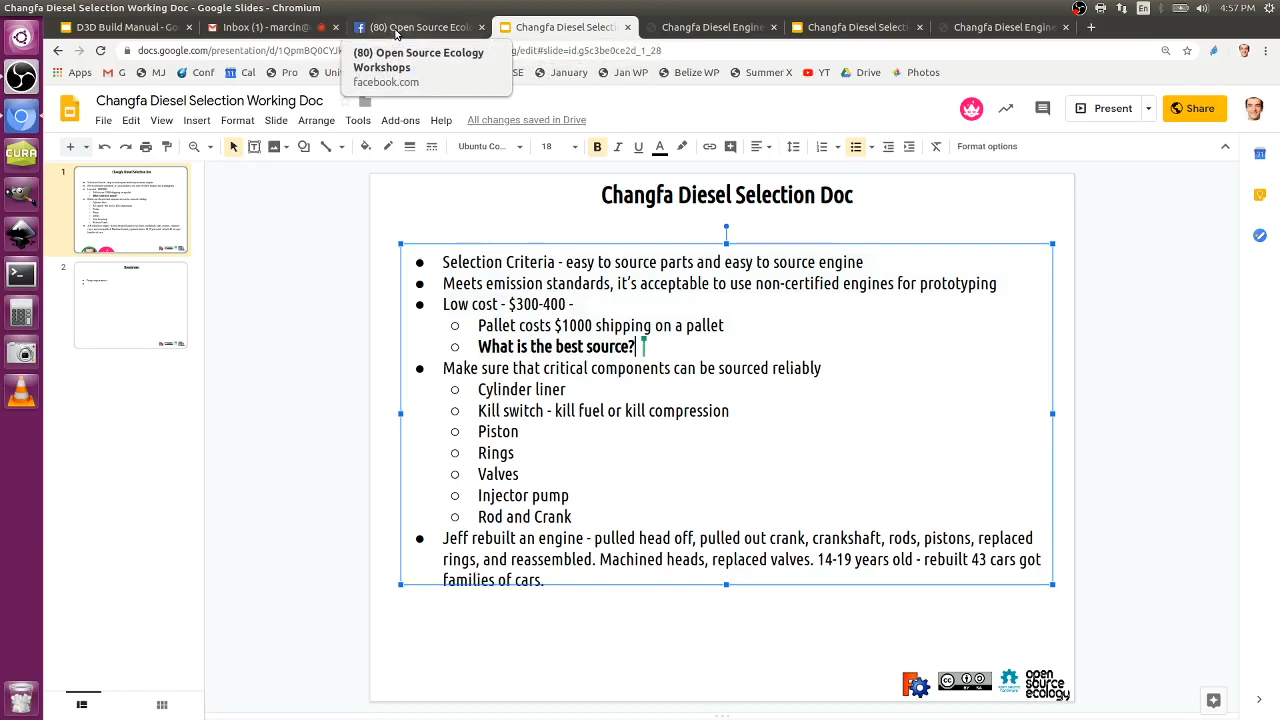 Changfa Diesel Selection Working Doc - Google Slides - Chromium
4:57 PM
D3D Build Manual - Go
Inbox (1) - marcin@
(80) Open Source Ecol
Changfa Diesel Selecti
Changfa Diesel Engine
Changfa Diesel Selecti
Changfa Diesel Engine
docs.google.com/presentation/d/1QpmBQ0CYJk
edit#slide=id.g5c3be0ce2d_1_28
(80) Open Source Ecology
Workshops
facebook.com
Apps
G
MJ
Conf
Cal
Pro
SE
January
Jan WP
Belize WP
Summer X
YT
Drive
Photos
Changfa Diesel Selection Working Doc
File
Edit
View
Insert
Format
Slide
Arrange
Tools
Add-ons
Help
All changes saved in Drive
Present
Share
Ubuntu Co...
18
B
I
U
A
Format options
1
2
Changfa Diesel Selection Doc
● Selection Criteria - easy to source parts and easy to source engine
● Meets emission standards, it's acceptable to use non-certified engines for prototyping
● Low cost - $300-400 -
○ Pallet costs $1000 shipping on a pallet
○ What is the best source?
● Make sure that critical components can be sourced reliably
○ Cylinder liner
○ Kill switch - kill fuel or kill compression
○ Piston
○ Rings
○ Valves
○ Injector pump
○ Rod and Crank
● Jeff rebuilt an engine - pulled head off, pulled out crank, crankshaft, rods, pistons, replaced
rings, and reassembled. Machined heads, replaced valves. 14-19 years old - rebuilt 43 cars got
families of cars.
CC
BY SA
open
source
ecology
CURA